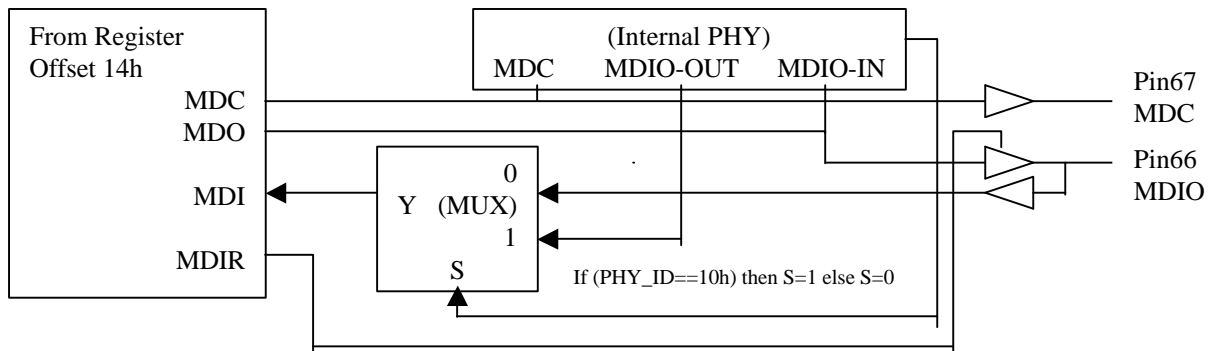 From Register
Offset 14h
MDC
MDO
MDI
MDIR
(Internal PHY)
MDC MDIO-OUT MDIO-IN
0
Y (MUX)
1
S
If (PHY_ID==10h) then S=1 else S=0
Pin67
MDC
Pin66
MDIO